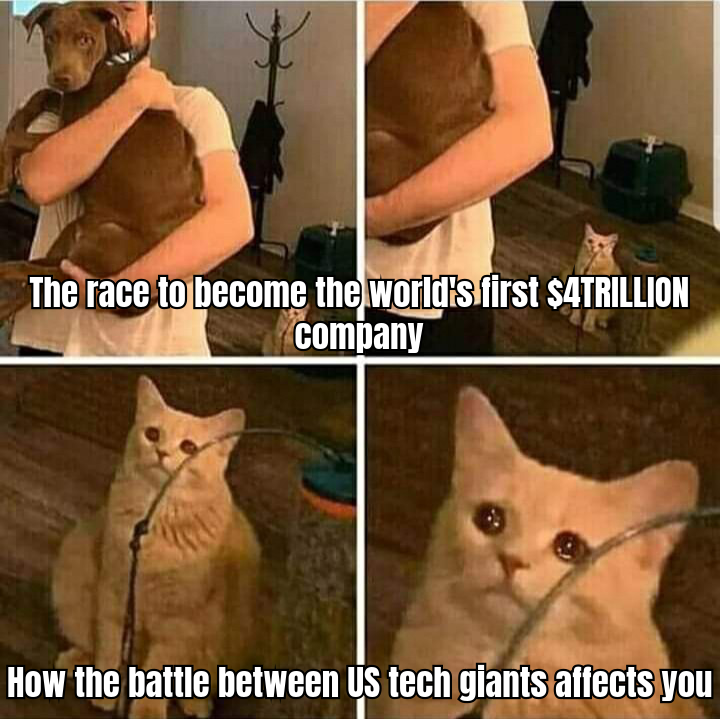 The race to become the world's first $4TRILLION
company
How the battle between US tech giants affects you